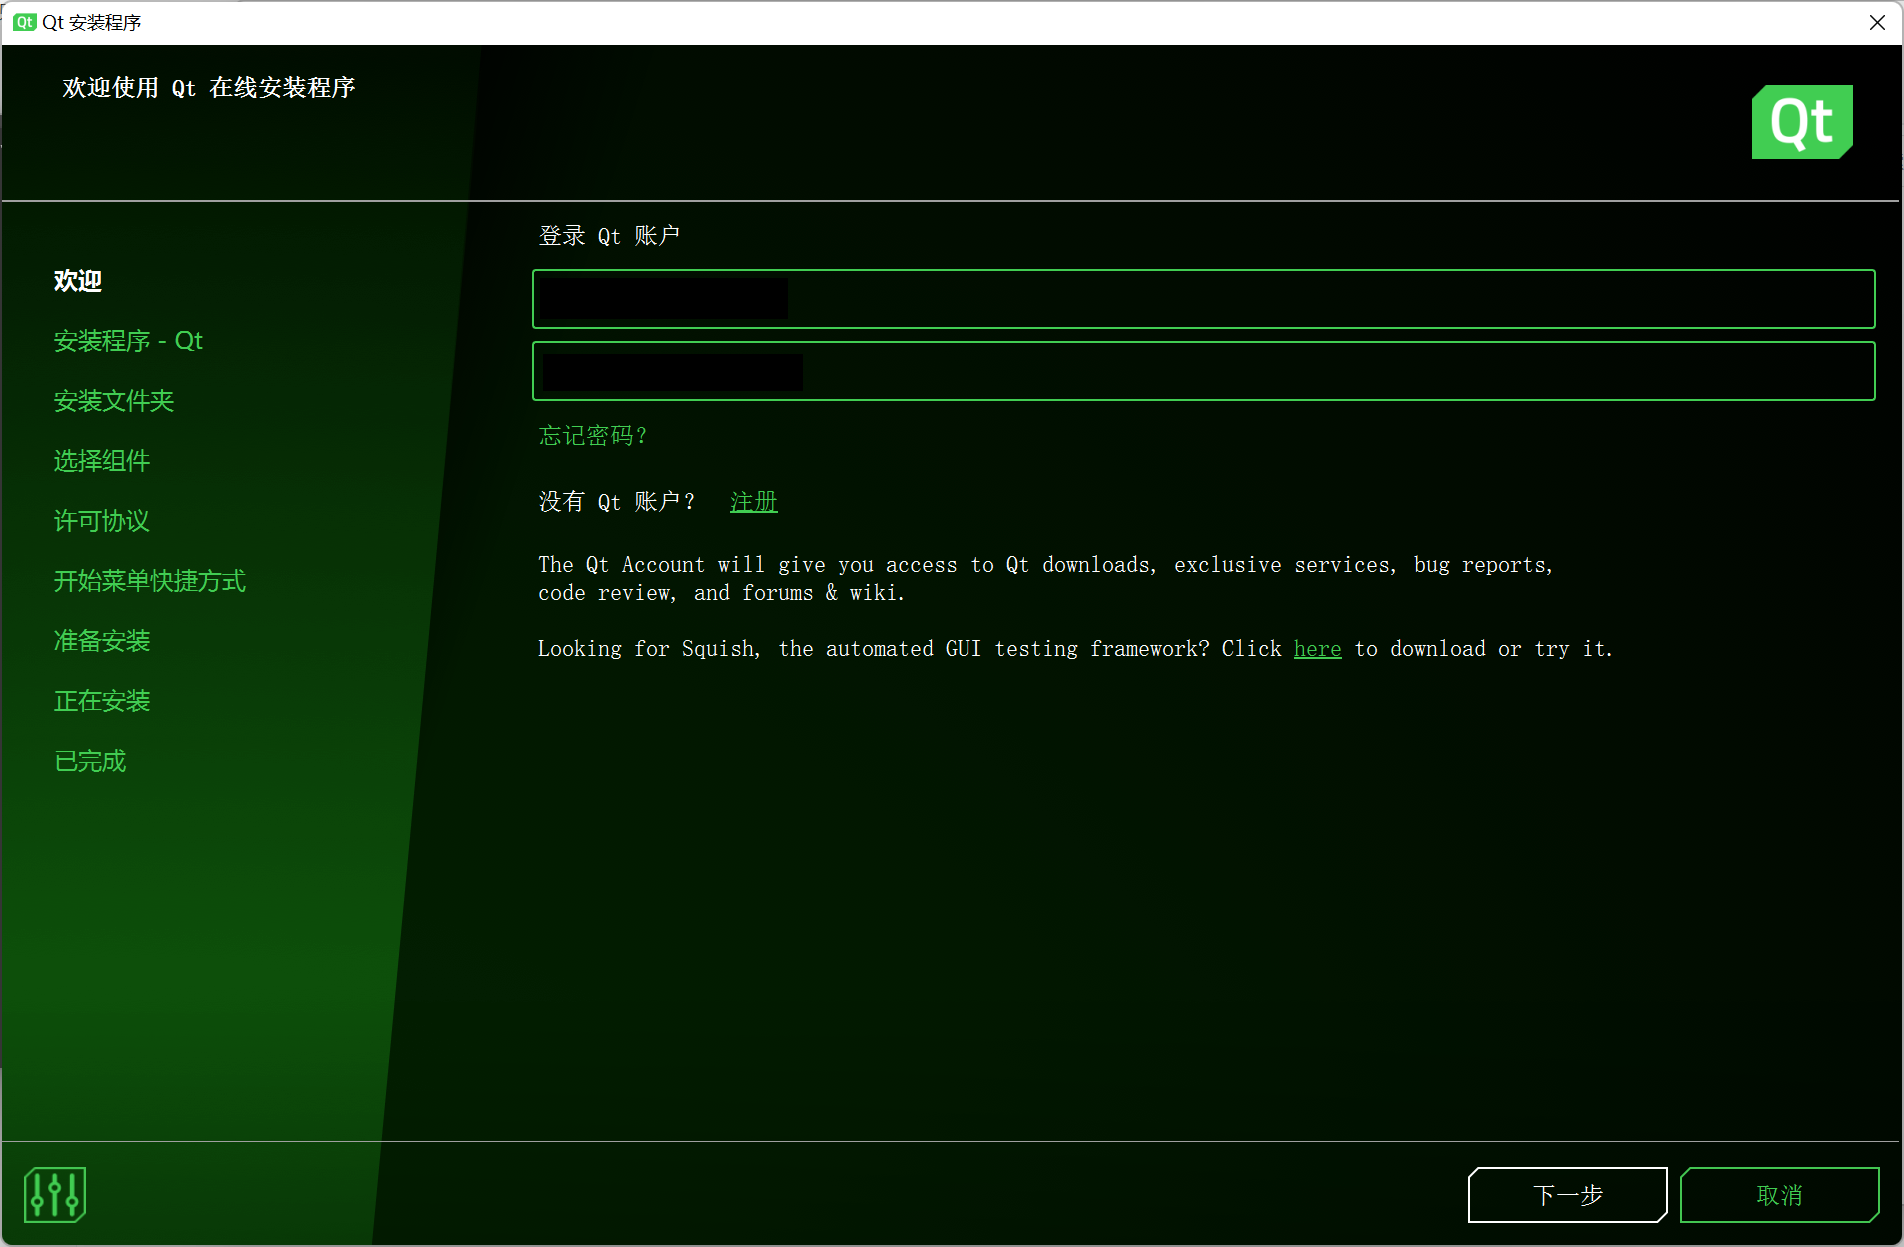 Qt Qt 安装程序
欢迎使用 Qt 在线安装程序
Qt
欢迎
安装程序 - Qt
安装文件夹
选择组件
许可协议
开始菜单快捷方式
准备安装
正在安装
已完成
登录 Qt 账户
忘记密码?
没有 Qt 账户? 注册
The Qt Account will give you access to Qt downloads, exclusive services, bug reports,
code review, and forums & wiki.
Looking for Squish, the automated GUI testing framework? Click here to download or try it.
下一步 取消